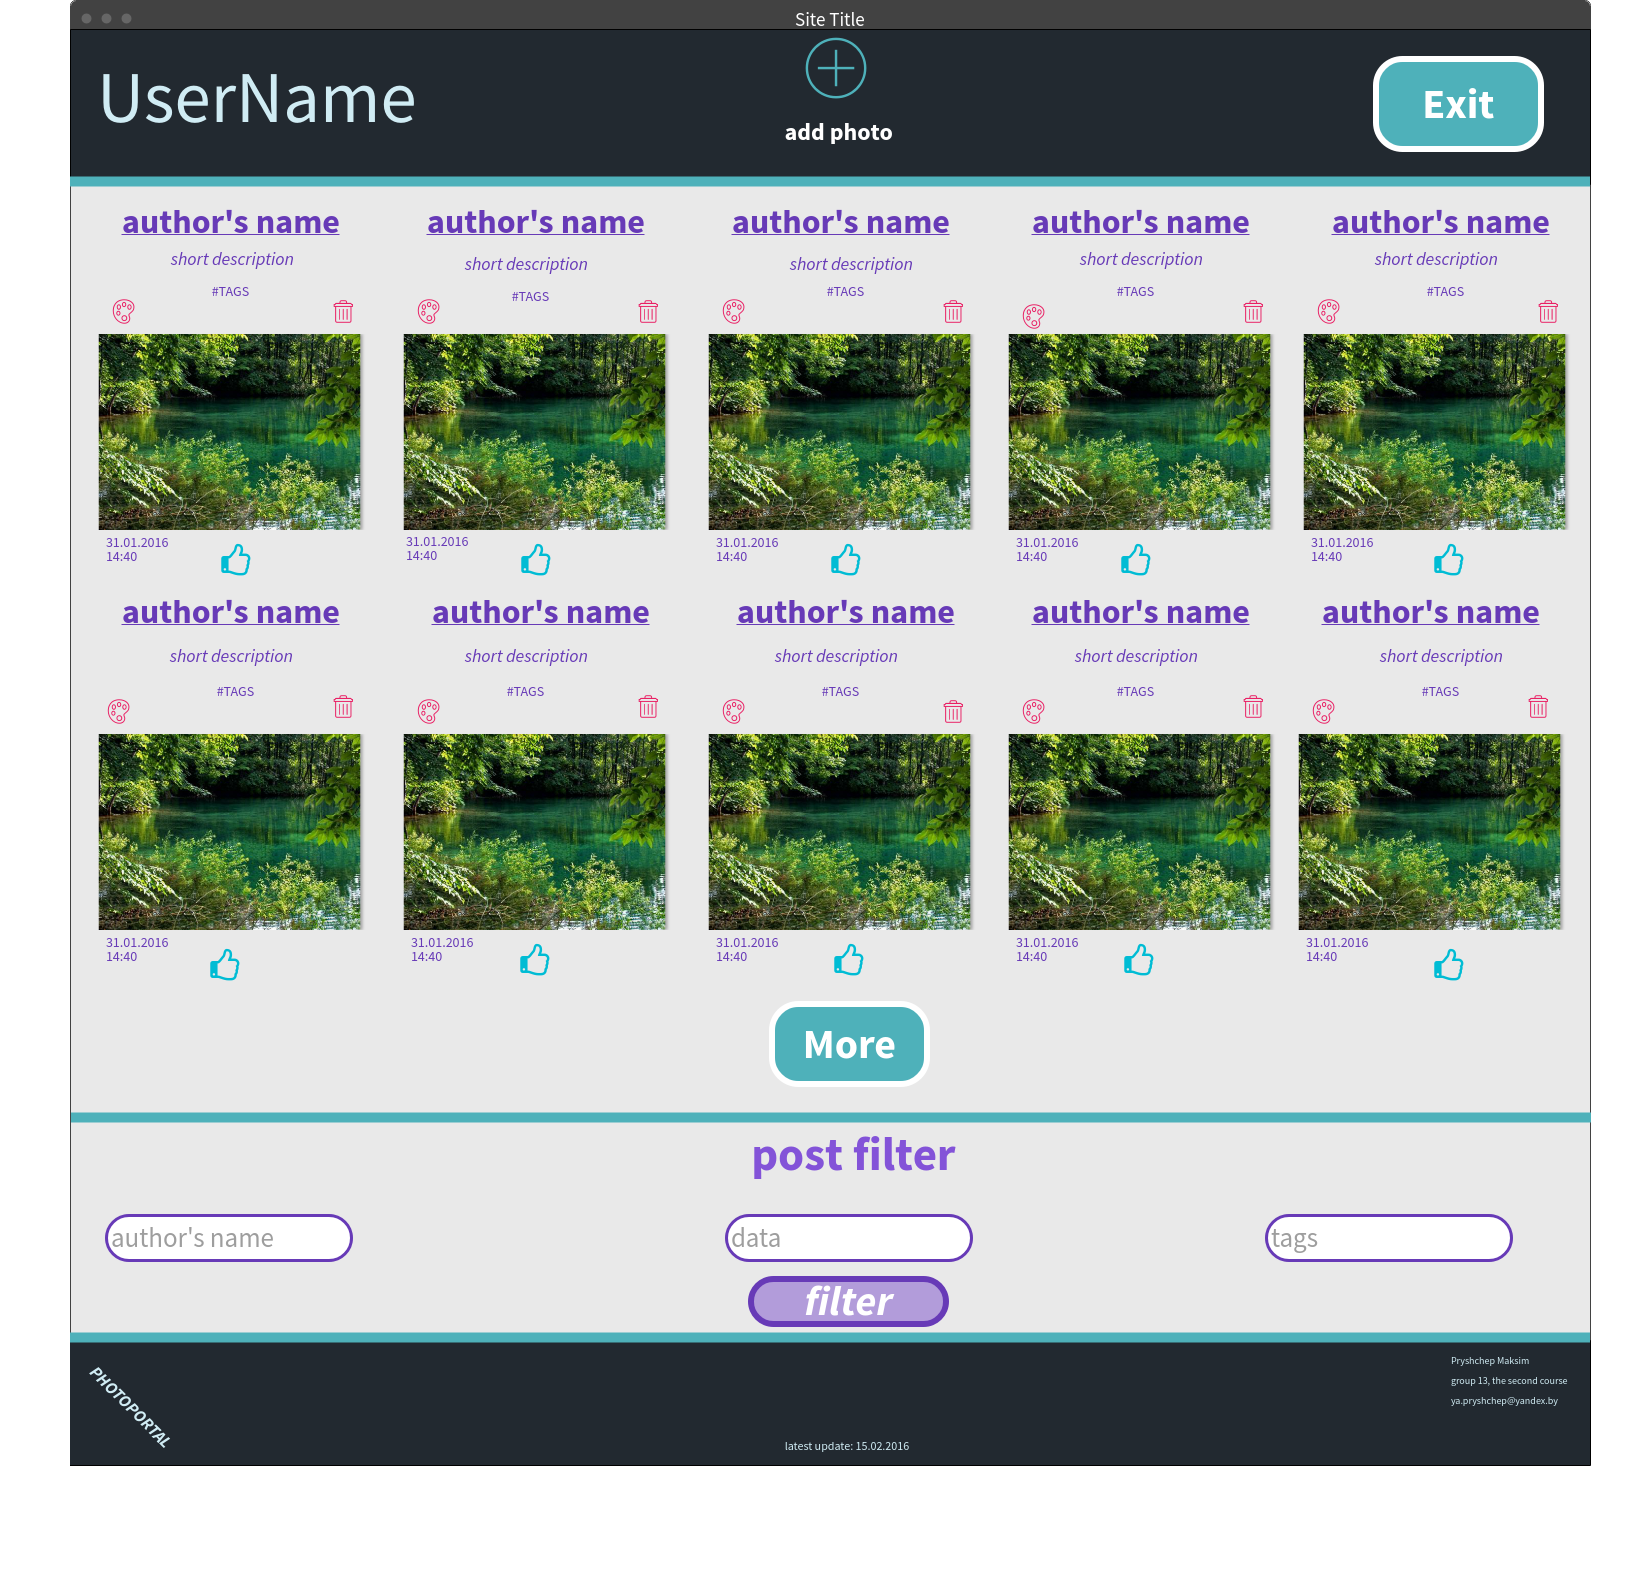 Site Title
UserName
add photo
Exit
author's name
short description
#TAGS
31.01.2016
14:40
author's name
short description
#TAGS
31.01.2016
14:40
author's name
short description
#TAGS
31.01.2016
14:40
author's name
short description
#TAGS
31.01.2016
14:40
author's name
short description
#TAGS
31.01.2016
14:40
author's name
short description
#TAGS
31.01.2016
14:40
author's name
short description
#TAGS
31.01.2016
14:40
author's name
short description
#TAGS
31.01.2016
14:40
author's name
short description
#TAGS
31.01.2016
14:40
author's name
short description
#TAGS
31.01.2016
14:40
More
post filter
author's name
data
tags
filter
PHOTOPORTAL
latest update: 15.02.2016
Pryshchep Maksim
group 13, the second course
ya.pryshchep@yandex.by